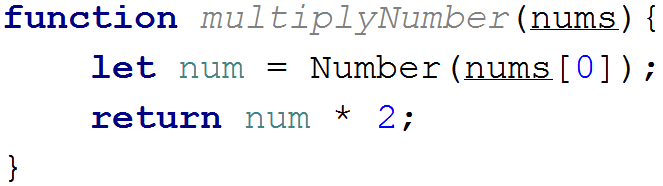 function multiplyNumber(nums){
    let num = Number(nums[0]);
    return num * 2;
}